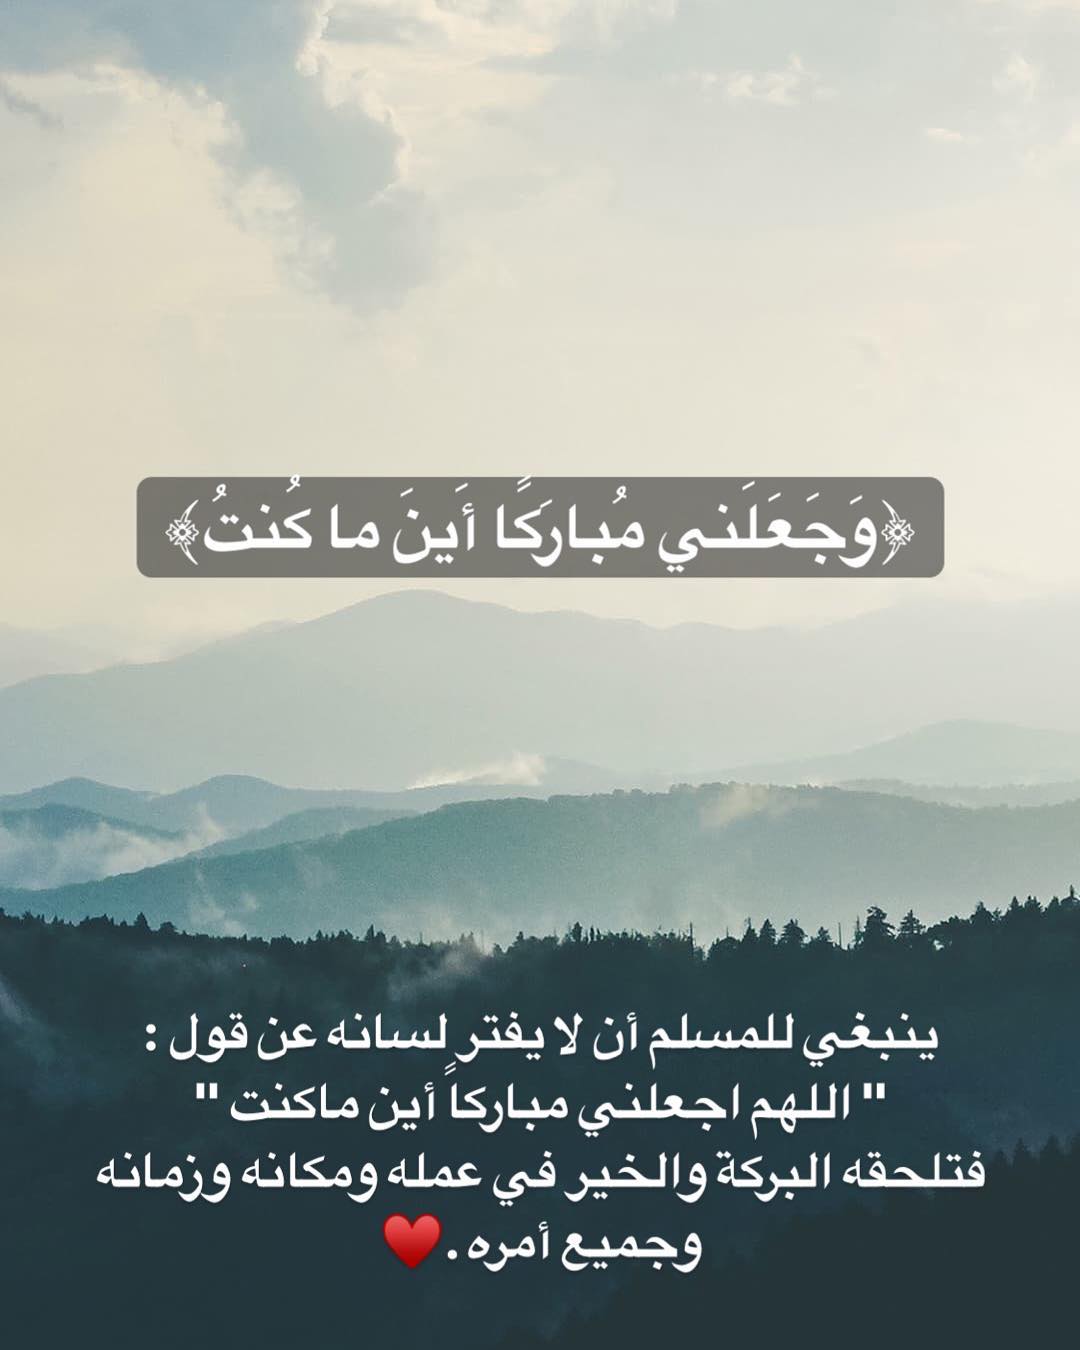 ﴿وَجَعَلَني مُبارَكًا أَينَ ما كُنتُ﴾
ينبغي للمسلم أن لا يفتر لسانه عن قول :
" اللهم اجعلني مباركاً أين ماكنت "
فتلحقه البركة والخير في عمله ومكانه وزمانه
وجميع أمره .♥️